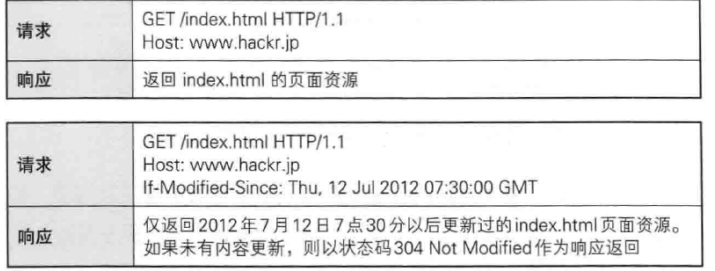 请求
GET /index.html HTTP/1.1
Host: www.hackr.jp
响应
返回 index.html 的页面资源
请求
GET /index.html HTTP/1.1
Host: www.hackr.jp
If-Modified-Since: Thu, 12 Jul 2012 07:30:00 GMT
响应
仅返回2012年7月12日7点30分以后更新过的index.html页面资源。
如果未有内容更新，则以状态码304 Not Modified作为响应返回